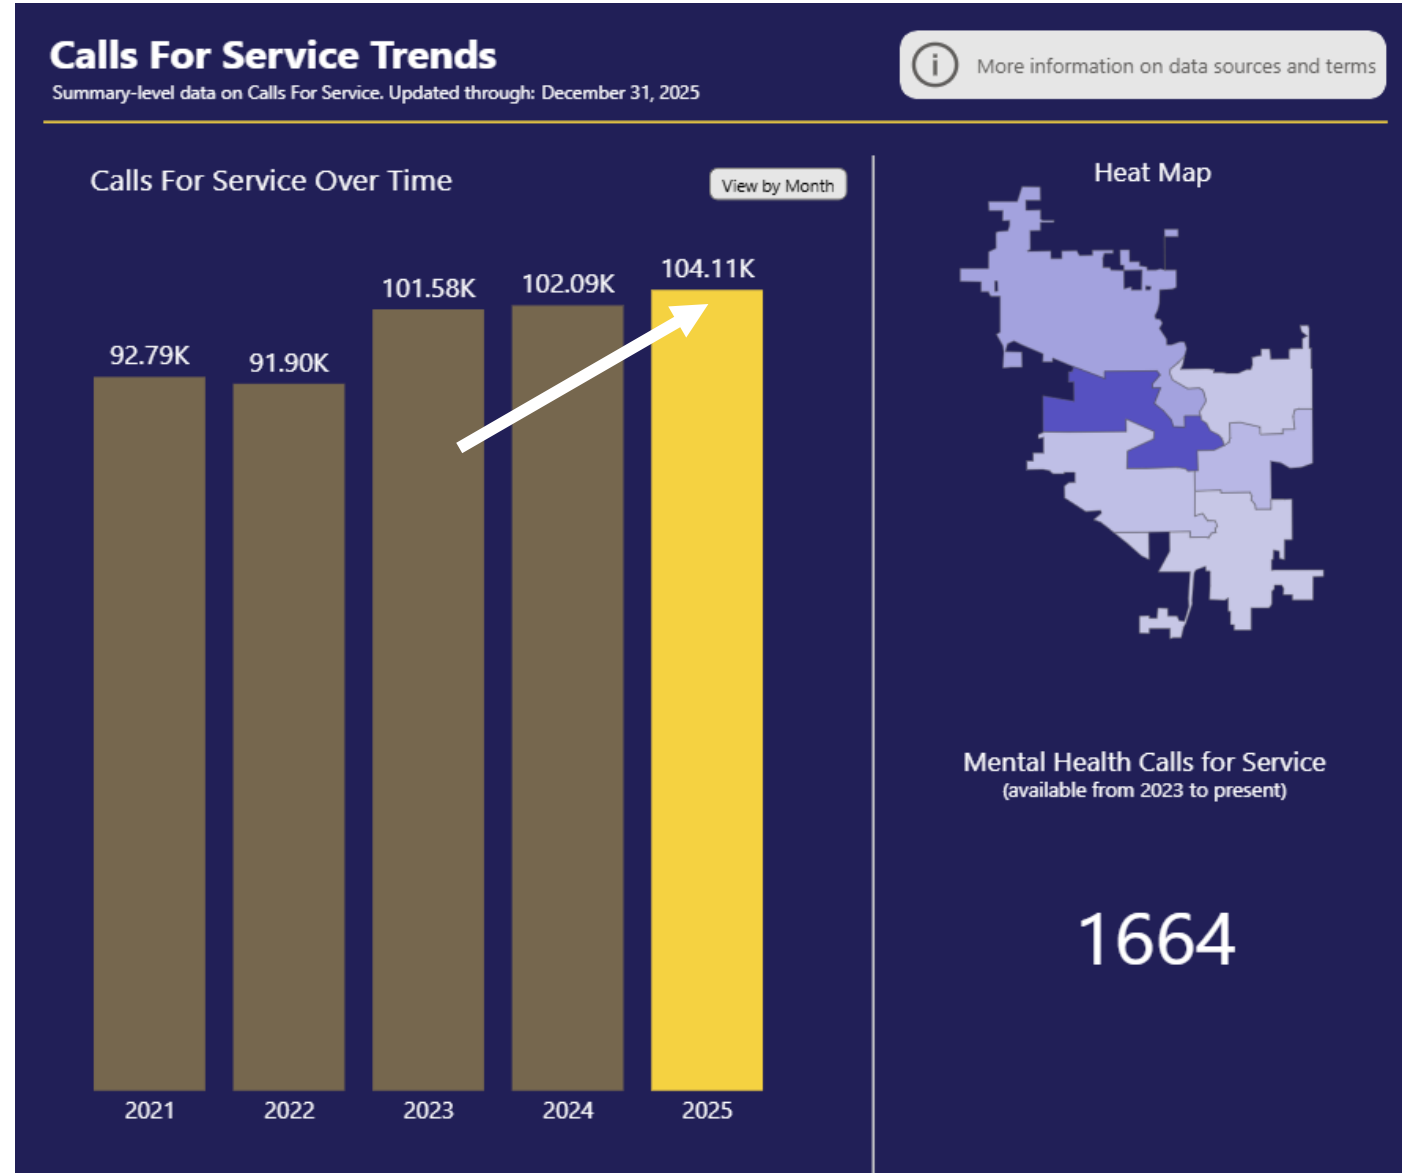 Calls For Service Trends
Summary-level data on Calls For Service. Updated through: December 31, 2025
More information on data sources and terms
Calls For Service Over Time
View by Month
92.79K
91.90K
101.58K
102.09K
104.11K
2021
2022
2023
2024
2025
Heat Map
Mental Health Calls for Service
(available from 2023 to present)
1664